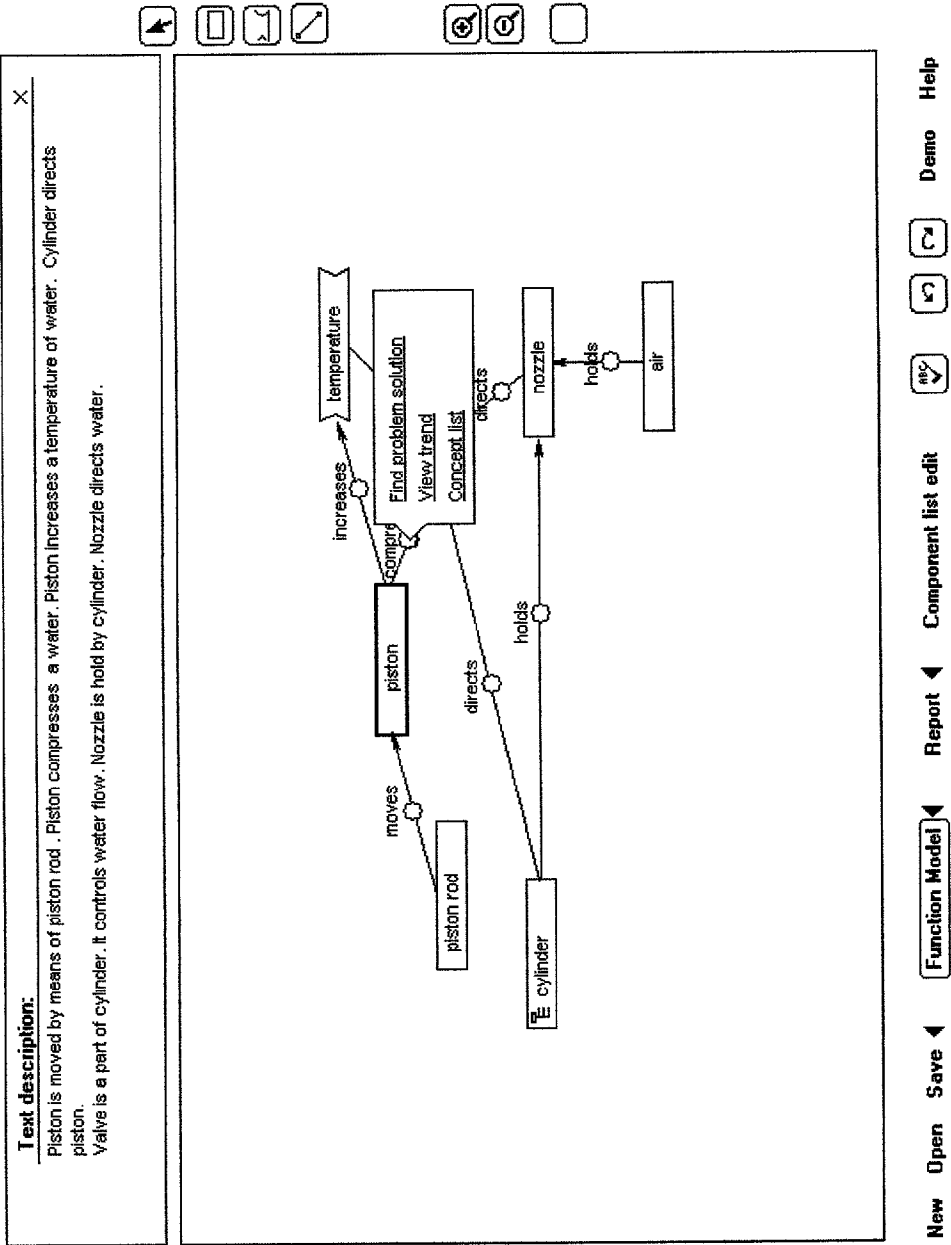 Text description:
Piston is moved by means of piston rod . Piston compresses a water. Piston increases a temperature of water. Cylinder directs
piston.
Valve is a part of cylinder. It controls water flow. Nozzle is hold by cylinder. Nozzle directs water.
temperature
increases
Find problem solution
View trend
Concept list
compre
piston
directs
moves
piston rod
directs
nozzle
holds
cylinder
holds
air
New Open Save Function Model Report Component list edit ABC Demo Help